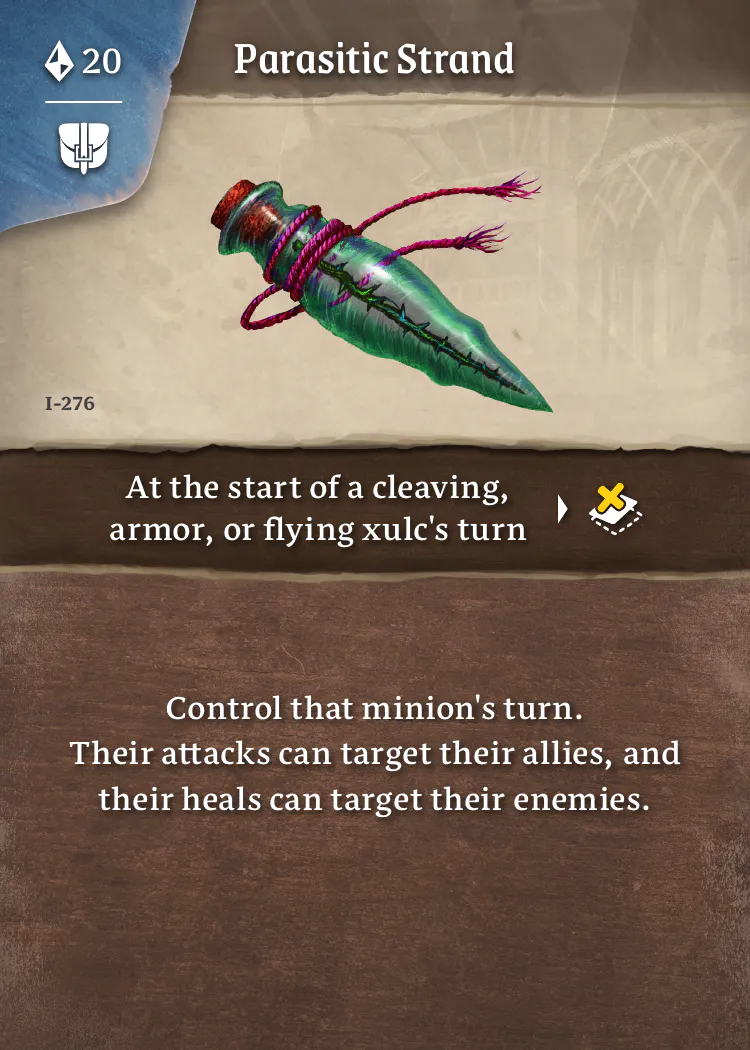 20
Parasitic Strand
I-276
At the start of a cleaving,
armor, or flying xulc's turn
Control that minion's turn.
Their attacks can target their allies, and
their heals can target their enemies.